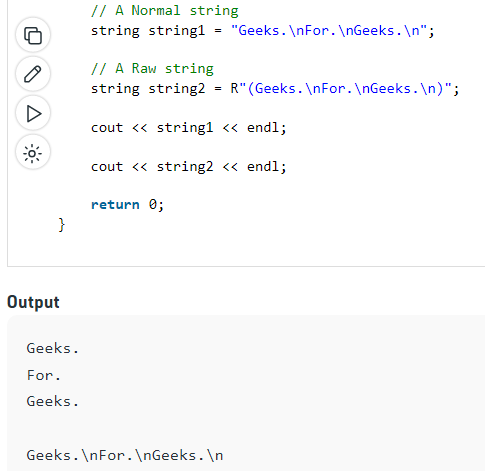 // A Normal string
string string1 = "Geeks.\nFor.\nGeeks.\n";
// A Raw string
string string2 = R"(Geeks.\nFor.\nGeeks.\n)";
cout << string1 << endl;
cout << string2 << endl;
return 0;
}
Output
Geeks.
For.
Geeks.
Geeks.\nFor.\nGeeks.\n